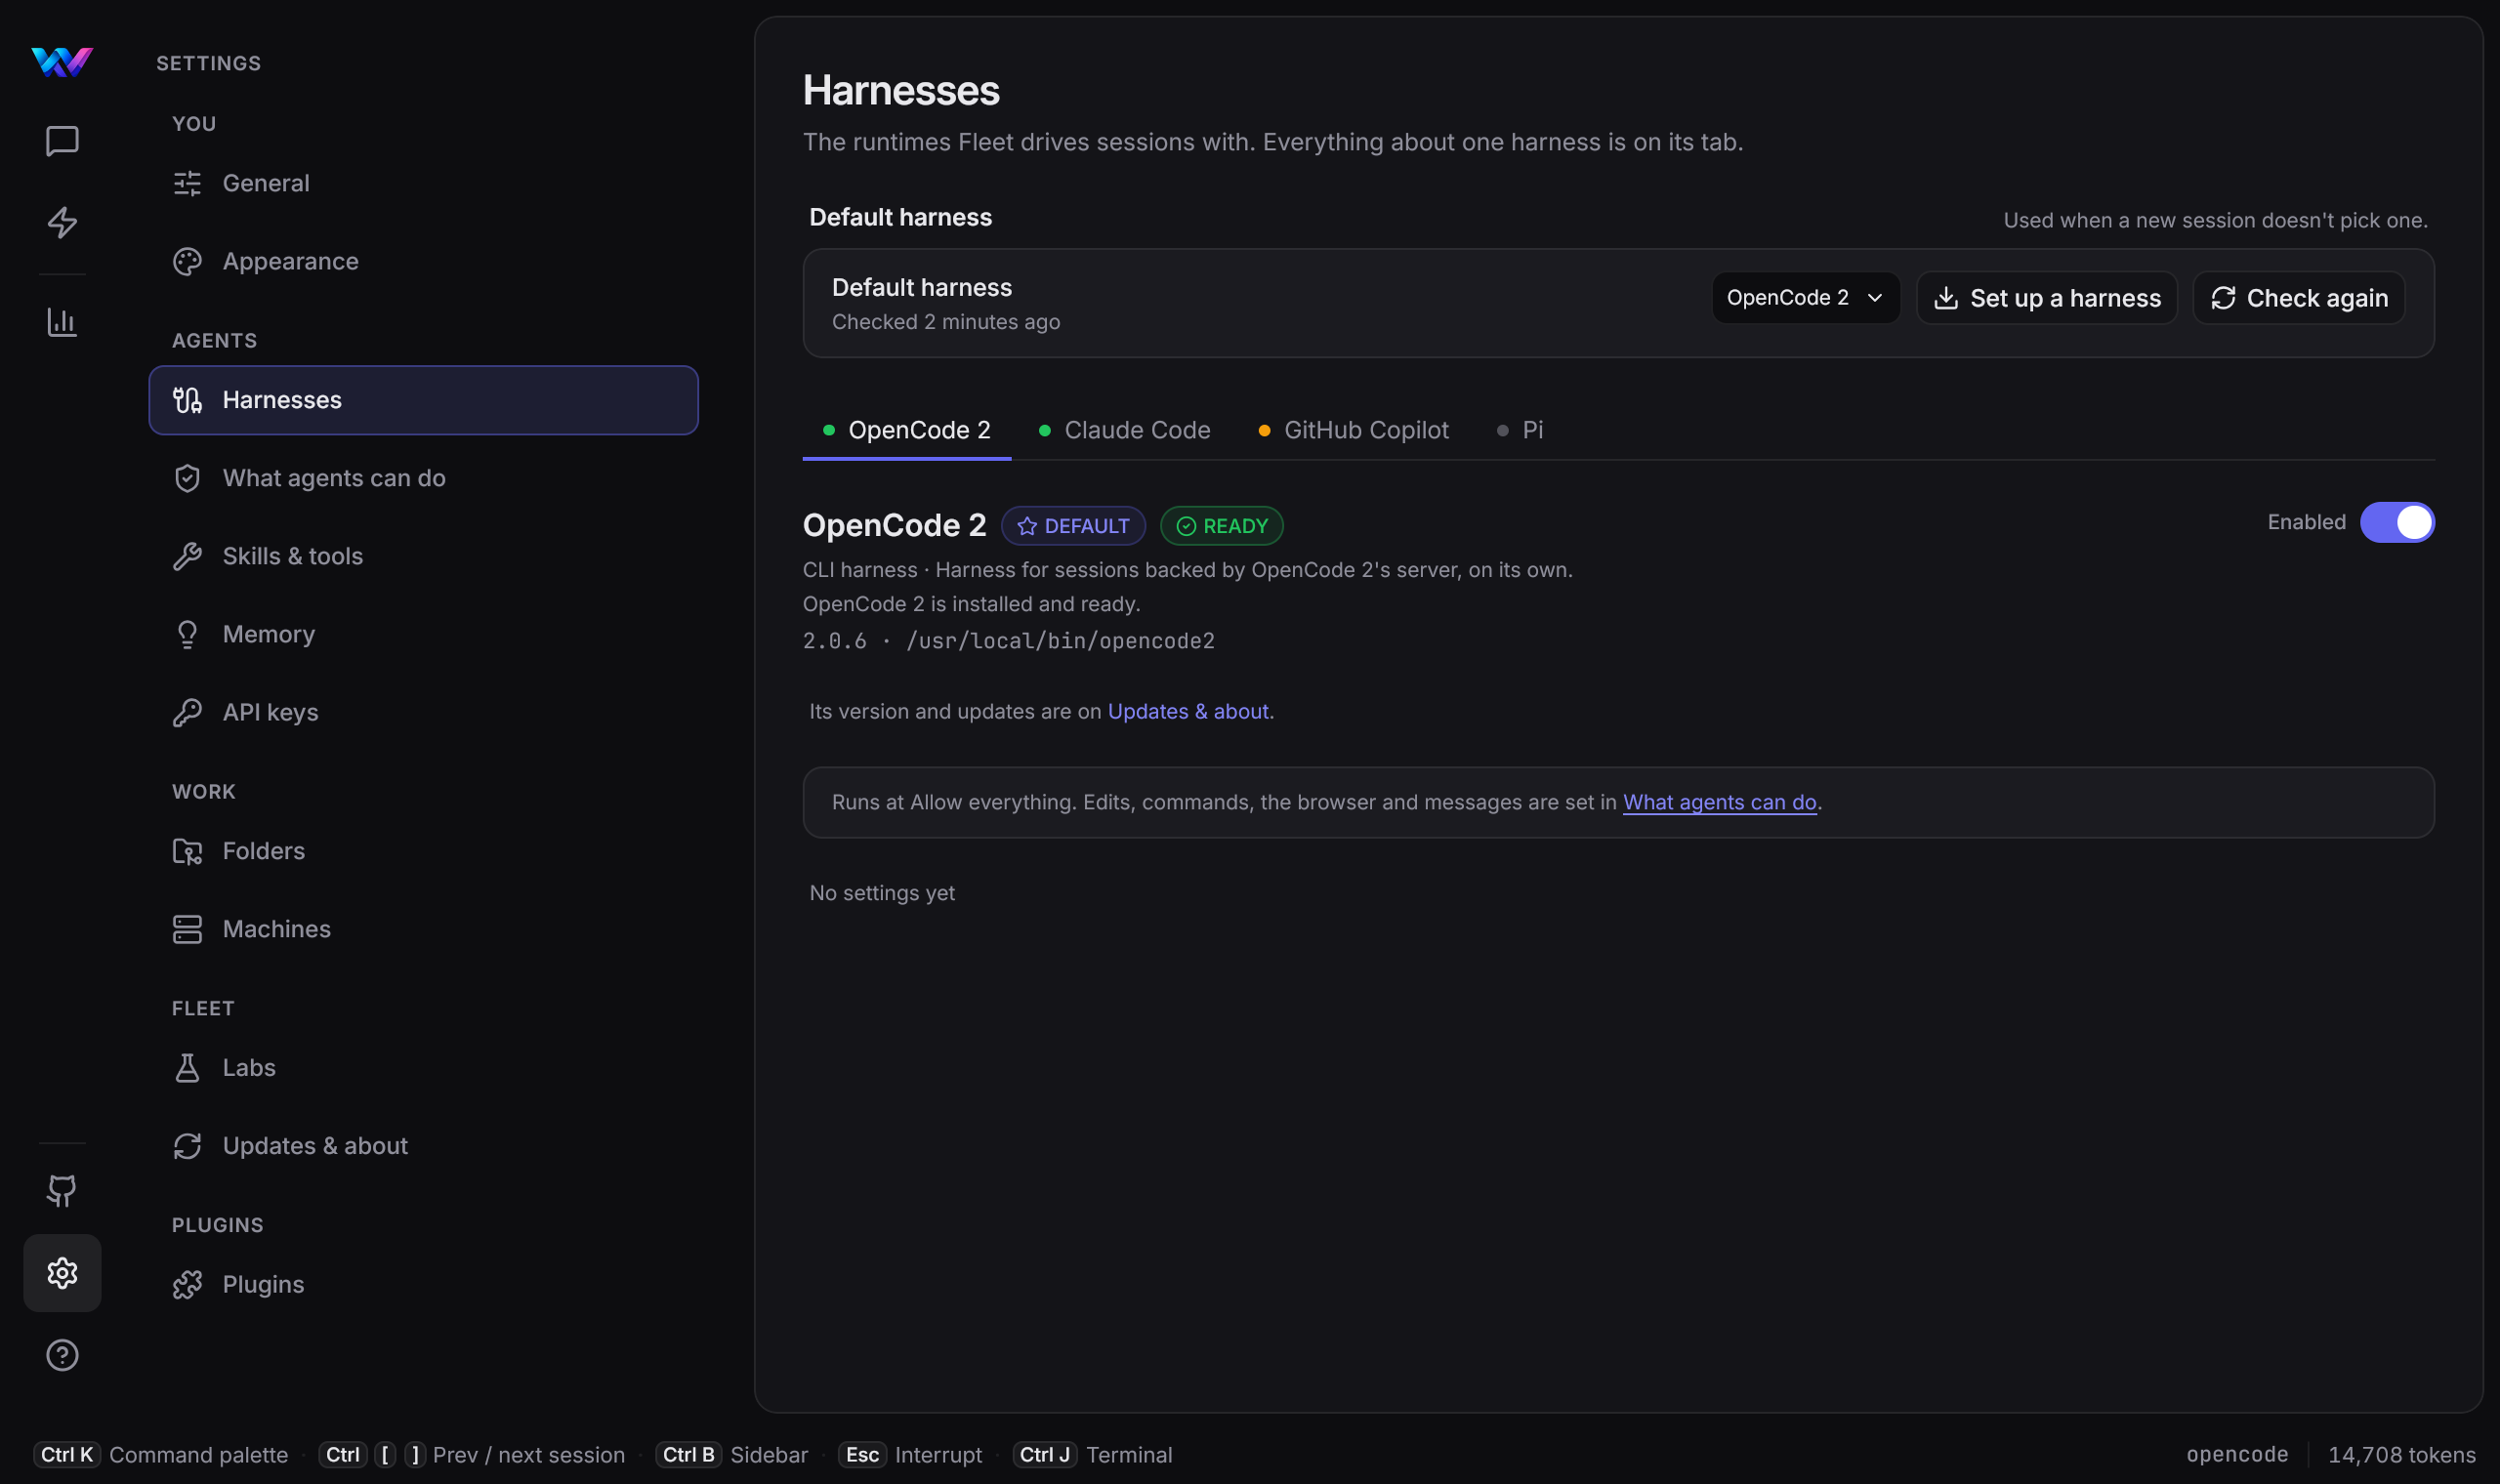 SETTINGS
YOU
General
Appearance
AGENTS
Harnesses
What agents can do
Skills & tools
Memory
API keys
WORK
Folders
Machines
FLEET
Labs
Updates & about
PLUGINS
Plugins
Harnesses
The runtimes Fleet drives sessions with. Everything about one harness is on its tab.
Default harness
Used when a new session doesn't pick one.
Default harness
Checked 2 minutes ago
OpenCode 2
Set up a harness
Check again
OpenCode 2
Claude Code
GitHub Copilot
Pi
OpenCode 2
DEFAULT
READY
Enabled
CLI harness · Harness for sessions backed by OpenCode 2's server, on its own.
OpenCode 2 is installed and ready.
2.0.6 · /usr/local/bin/opencode2
Its version and updates are on Updates & about.
Runs at Allow everything. Edits, commands, the browser and messages are set in What agents can do.
No settings yet
Ctrl K Command palette · Ctrl [ ] Prev / next session · Ctrl B Sidebar · Esc Interrupt · Ctrl J Terminal
opencode
14,708 tokens